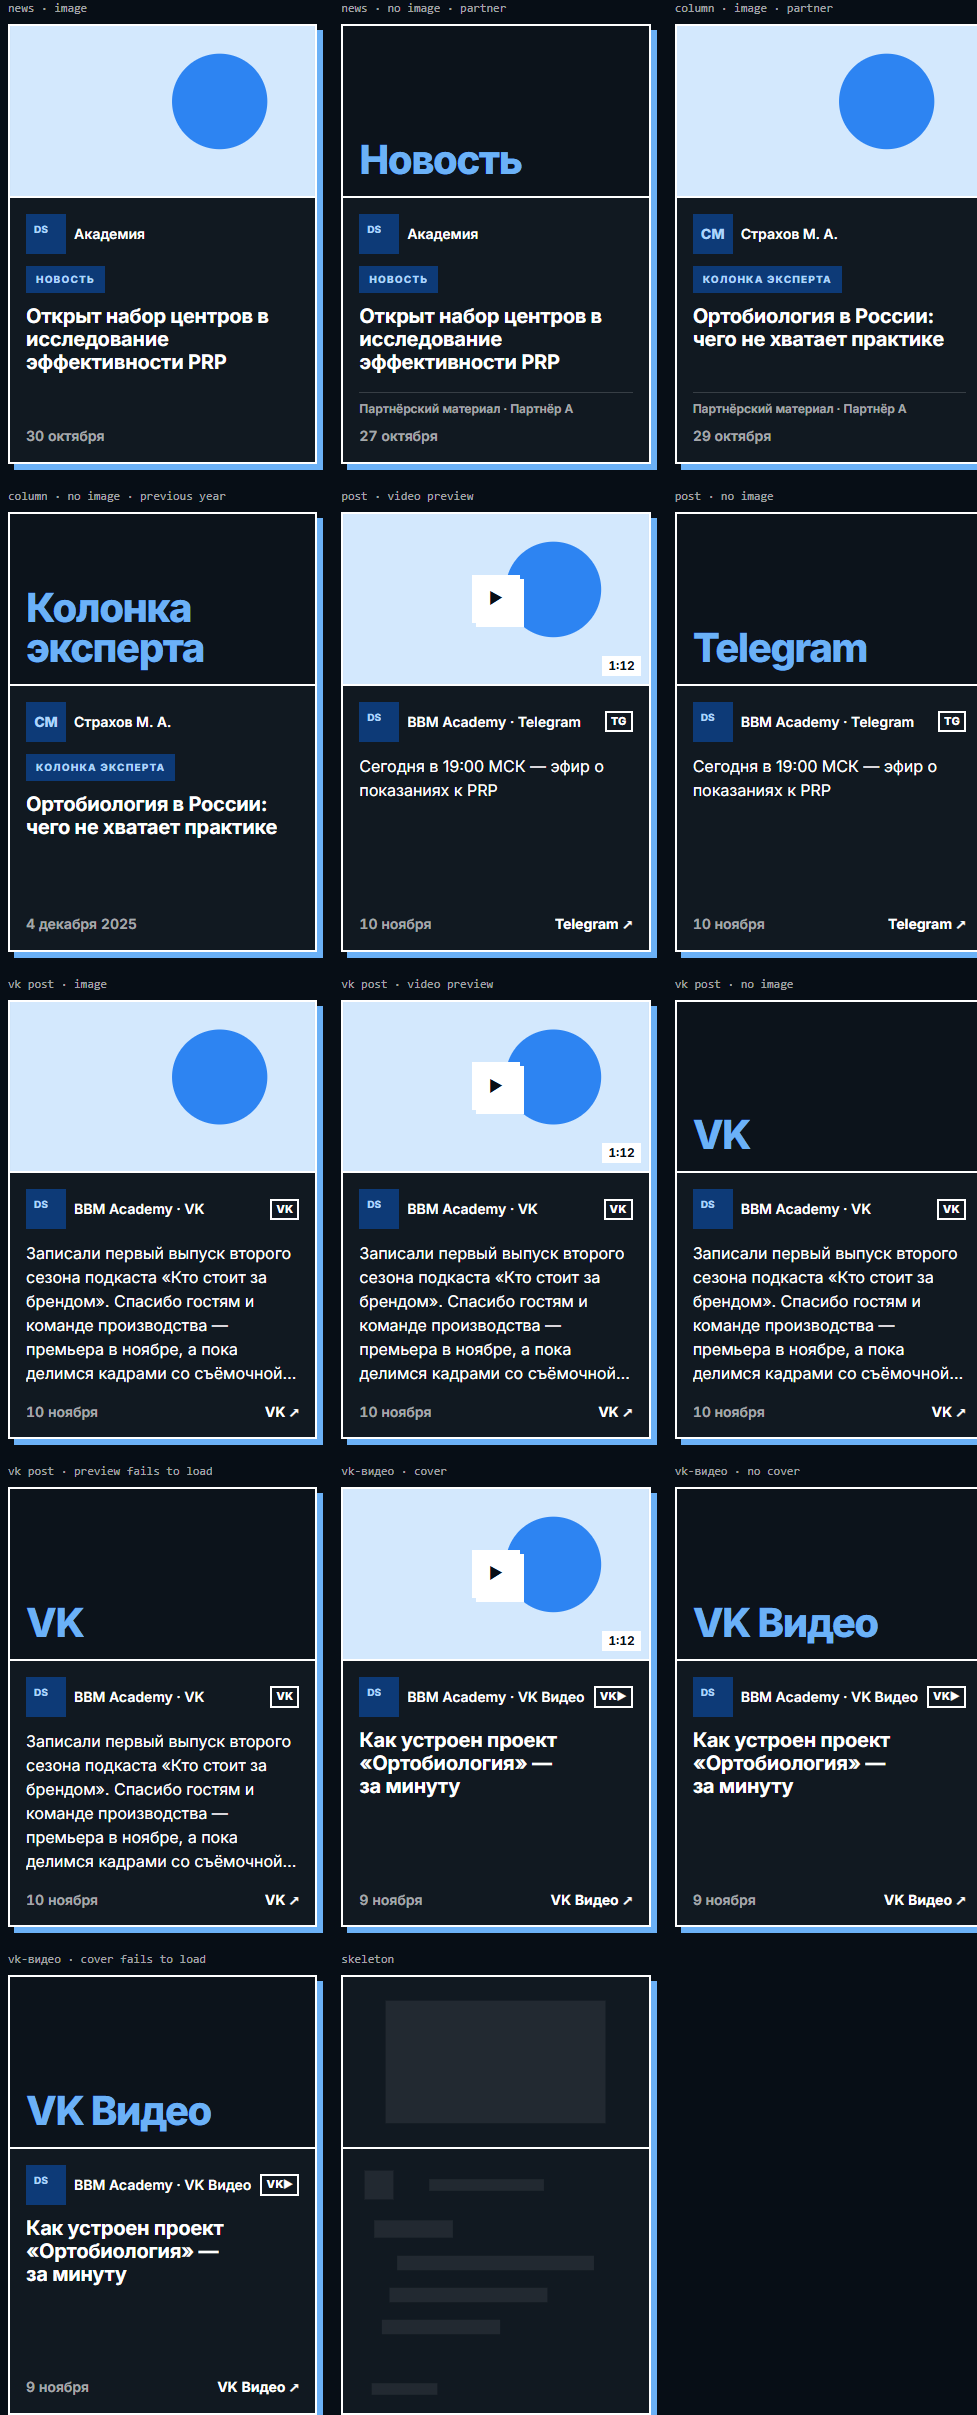 news · image
news · no image · partner
column · image · partner
Новость
DS
Академия
НОВОСТЬ
Открыт набор центров в
исследование
эффективности PRP
30 октября
DS
Академия
НОВОСТЬ
Открыт набор центров в
исследование
эффективности PRP
Партнёрский материал · Партнёр А
27 октября
СМ
Страхов М. А.
КОЛОНКА ЭКСПЕРТА
Ортобиология в России:
чего не хватает практике
Партнёрский материал · Партнёр А
29 октября
column · no image · previous year
post · video preview
post · no image
Колонка
эксперта
СМ
Страхов М. А.
КОЛОНКА ЭКСПЕРТА
Ортобиология в России:
чего не хватает практике
4 декабря 2025
1:12
DS
BBM Academy · Telegram
TG
Сегодня в 19:00 МСК — эфир о
показаниях к PRP
10 ноября
Telegram ↗
Telegram
DS
BBM Academy · Telegram
TG
Сегодня в 19:00 МСК — эфир о
показаниях к PRP
10 ноября
Telegram ↗
vk post · image
vk post · video preview
vk post · no image
DS
BBM Academy · VK
VK
Записали первый выпуск второго
сезона подкаста «Кто стоит за
брендом». Спасибо гостям и
команде производства —
премьера в ноябре, а пока
делимся кадрами со съёмочной…
10 ноября
VK ↗
1:12
DS
BBM Academy · VK
VK
Записали первый выпуск второго
сезона подкаста «Кто стоит за
брендом». Спасибо гостям и
команде производства —
премьера в ноябре, а пока
делимся кадрами со съёмочной…
10 ноября
VK ↗
VK
DS
BBM Academy · VK
VK
Записали первый выпуск второго
сезона подкаста «Кто стоит за
брендом». Спасибо гостям и
команде производства —
премьера в ноябре, а пока
делимся кадрами со съёмочной…
10 ноября
VK ↗
vk post · preview fails to load
vk-видео · cover
vk-видео · no cover
VK
DS
BBM Academy · VK
VK
Записали первый выпуск второго
сезона подкаста «Кто стоит за
брендом». Спасибо гостям и
команде производства —
премьера в ноябре, а пока
делимся кадрами со съёмочной…
10 ноября
VK ↗
1:12
DS
BBM Academy · VK Видео
VK▶
Как устроен проект
«Ортобиология» —
за минуту
9 ноября
VK Видео ↗
VK Видео
DS
BBM Academy · VK Видео
VK▶
Как устроен проект
«Ортобиология» —
за минуту
9 ноября
VK Видео ↗
vk-видео · cover fails to load
skeleton
VK Видео
DS
BBM Academy · VK Видео
VK▶
Как устроен проект
«Ортобиология» —
за минуту
9 ноября
VK Видео ↗